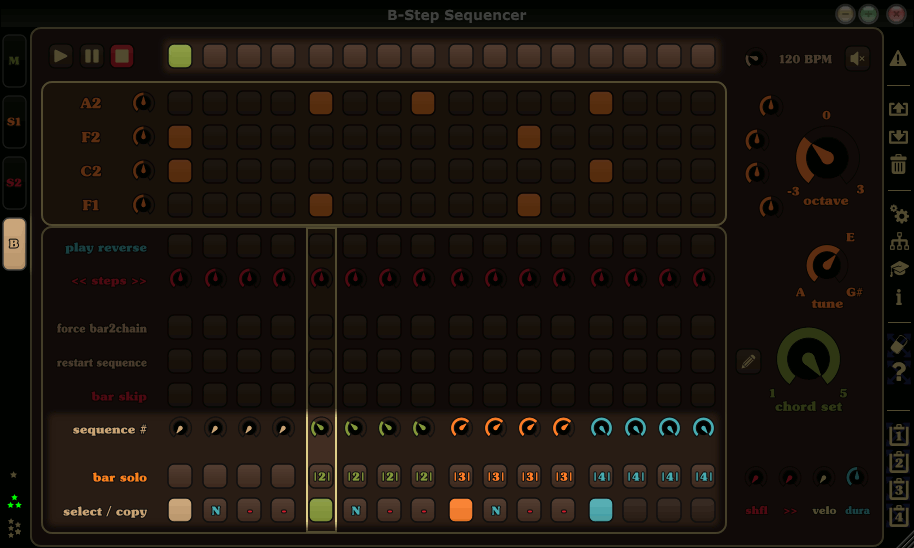 B-Step Sequencer
M
120 BPM
A2
S1
0
F2
S2
C2
-3 3
octave
F1
B
play reverse
E
<< steps >>
A G#
tune
force bar2chain
restart sequence
bar skip
1 5
chord set
sequence #
1
bar solo |2| |2| |2| |2| |3| |3| |3| |3| |4| |4| |4| |4|
2
3
select / copy N - - N - - N - -
shfl >> velo dura
4